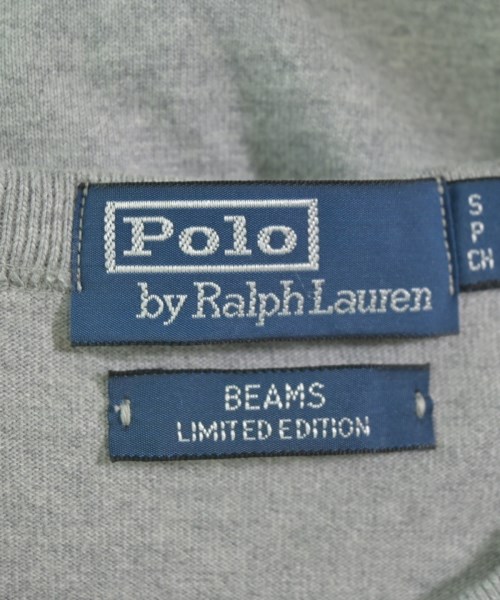 Polo
by Ralph Lauren
S
P
CH
BEAMS
LIMITED EDITION